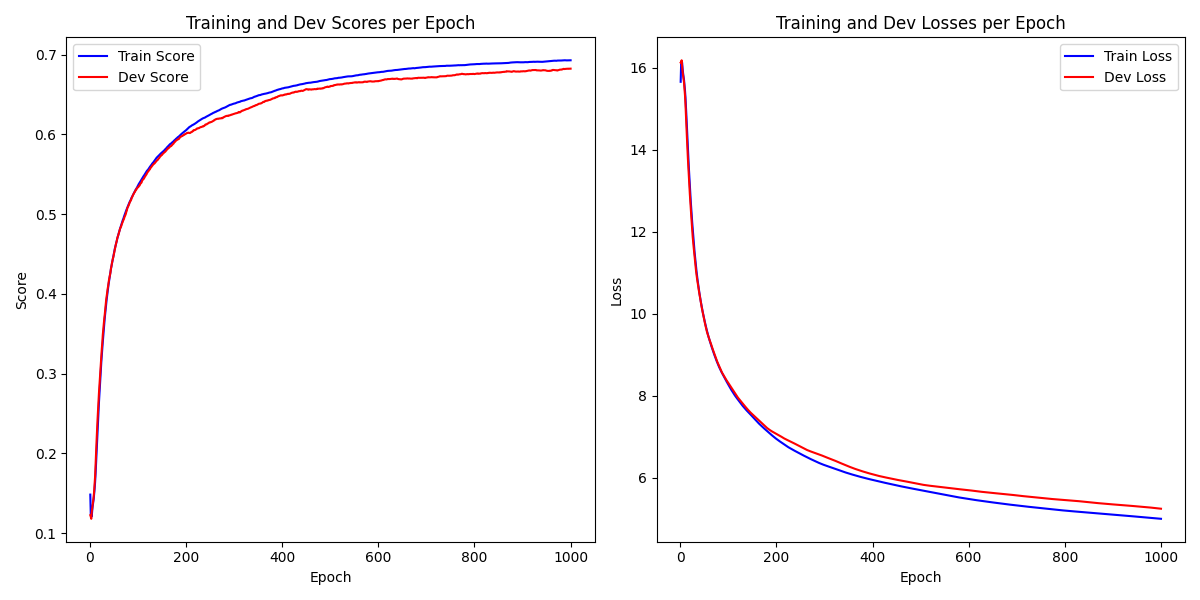 Training and Dev Scores per Epoch
Train Score
Dev Score
0.7
0.6
0.5
0.4
0.3
0.2
0.1
Score
0 200 400 600 800 1000
Epoch
Training and Dev Losses per Epoch
Train Loss
Dev Loss
16
14
12
10
8
6
Loss
0 200 400 600 800 1000
Epoch